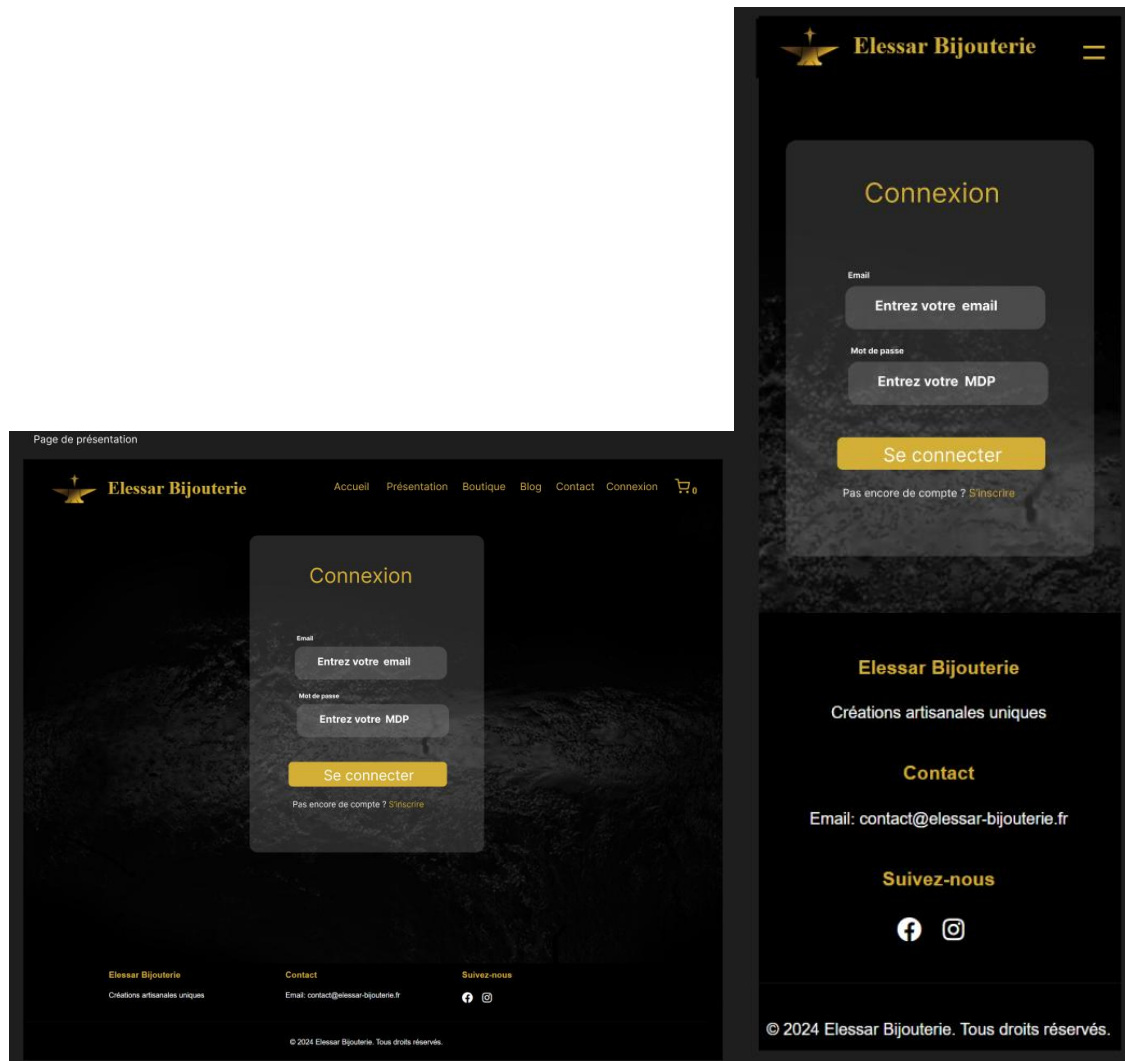 Page de présentation
Elessar Bijouterie
Accueil Présentation Boutique Blog Contact Connexion 0
Connexion
Email
Entrez votre email
Mot de passe
Entrez votre MDP
Se connecter
Pas encore de compte ? S'inscrire
Elessar Bijouterie
Créations artisanales uniques
Contact
Email: contact@elessar-bijouterie.fr
Suivez-nous
© 2024 Elessar Bijouterie. Tous droits réservés.
Elessar Bijouterie
Connexion
Email
Entrez votre email
Mot de passe
Entrez votre MDP
Se connecter
Pas encore de compte ? S'inscrire
Elessar Bijouterie
Créations artisanales uniques
Contact
Email: contact@elessar-bijouterie.fr
Suivez-nous
© 2024 Elessar Bijouterie. Tous droits réservés.